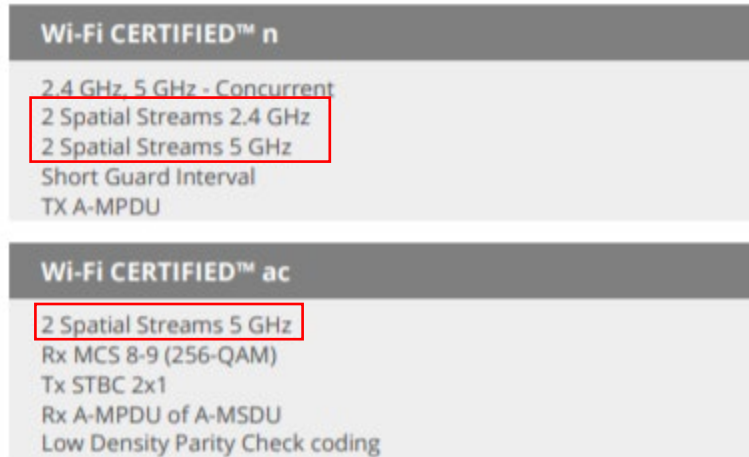 Wi-Fi CERTIFIED™ n
2.4 GHz, 5 GHz - Concurrent
2 Spatial Streams 2.4 GHz
2 Spatial Streams 5 GHz
Short Guard Interval
TX A-MPDU
Wi-Fi CERTIFIED™ ac
2 Spatial Streams 5 GHz
Rx MCS 8-9 (256-QAM)
Tx STBC 2x1
Rx A-MPDU of A-MSDU
Low Density Parity Check coding